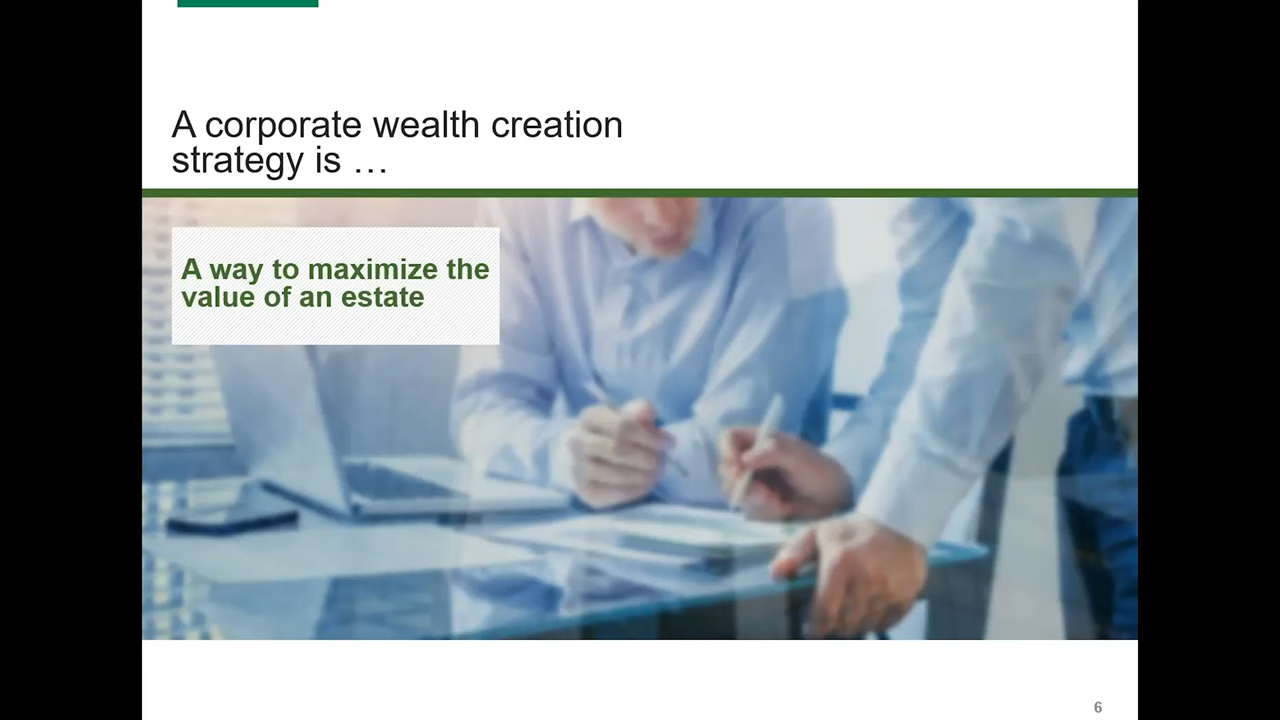 A corporate wealth creation
strategy is …
A way to maximize the
value of an estate
6